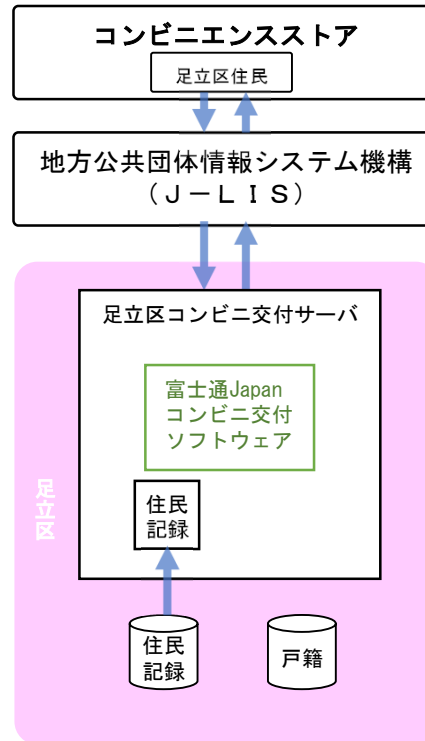 コンビニエンスストア
足立区住民
地方公共団体情報システム機構
（Ｊ－ＬＩＳ）
足立区コンビニ交付サーバ
富士通Japan
コンビニ交付
ソフトウェア
足立区
住民
記録
住民
記録
戸籍